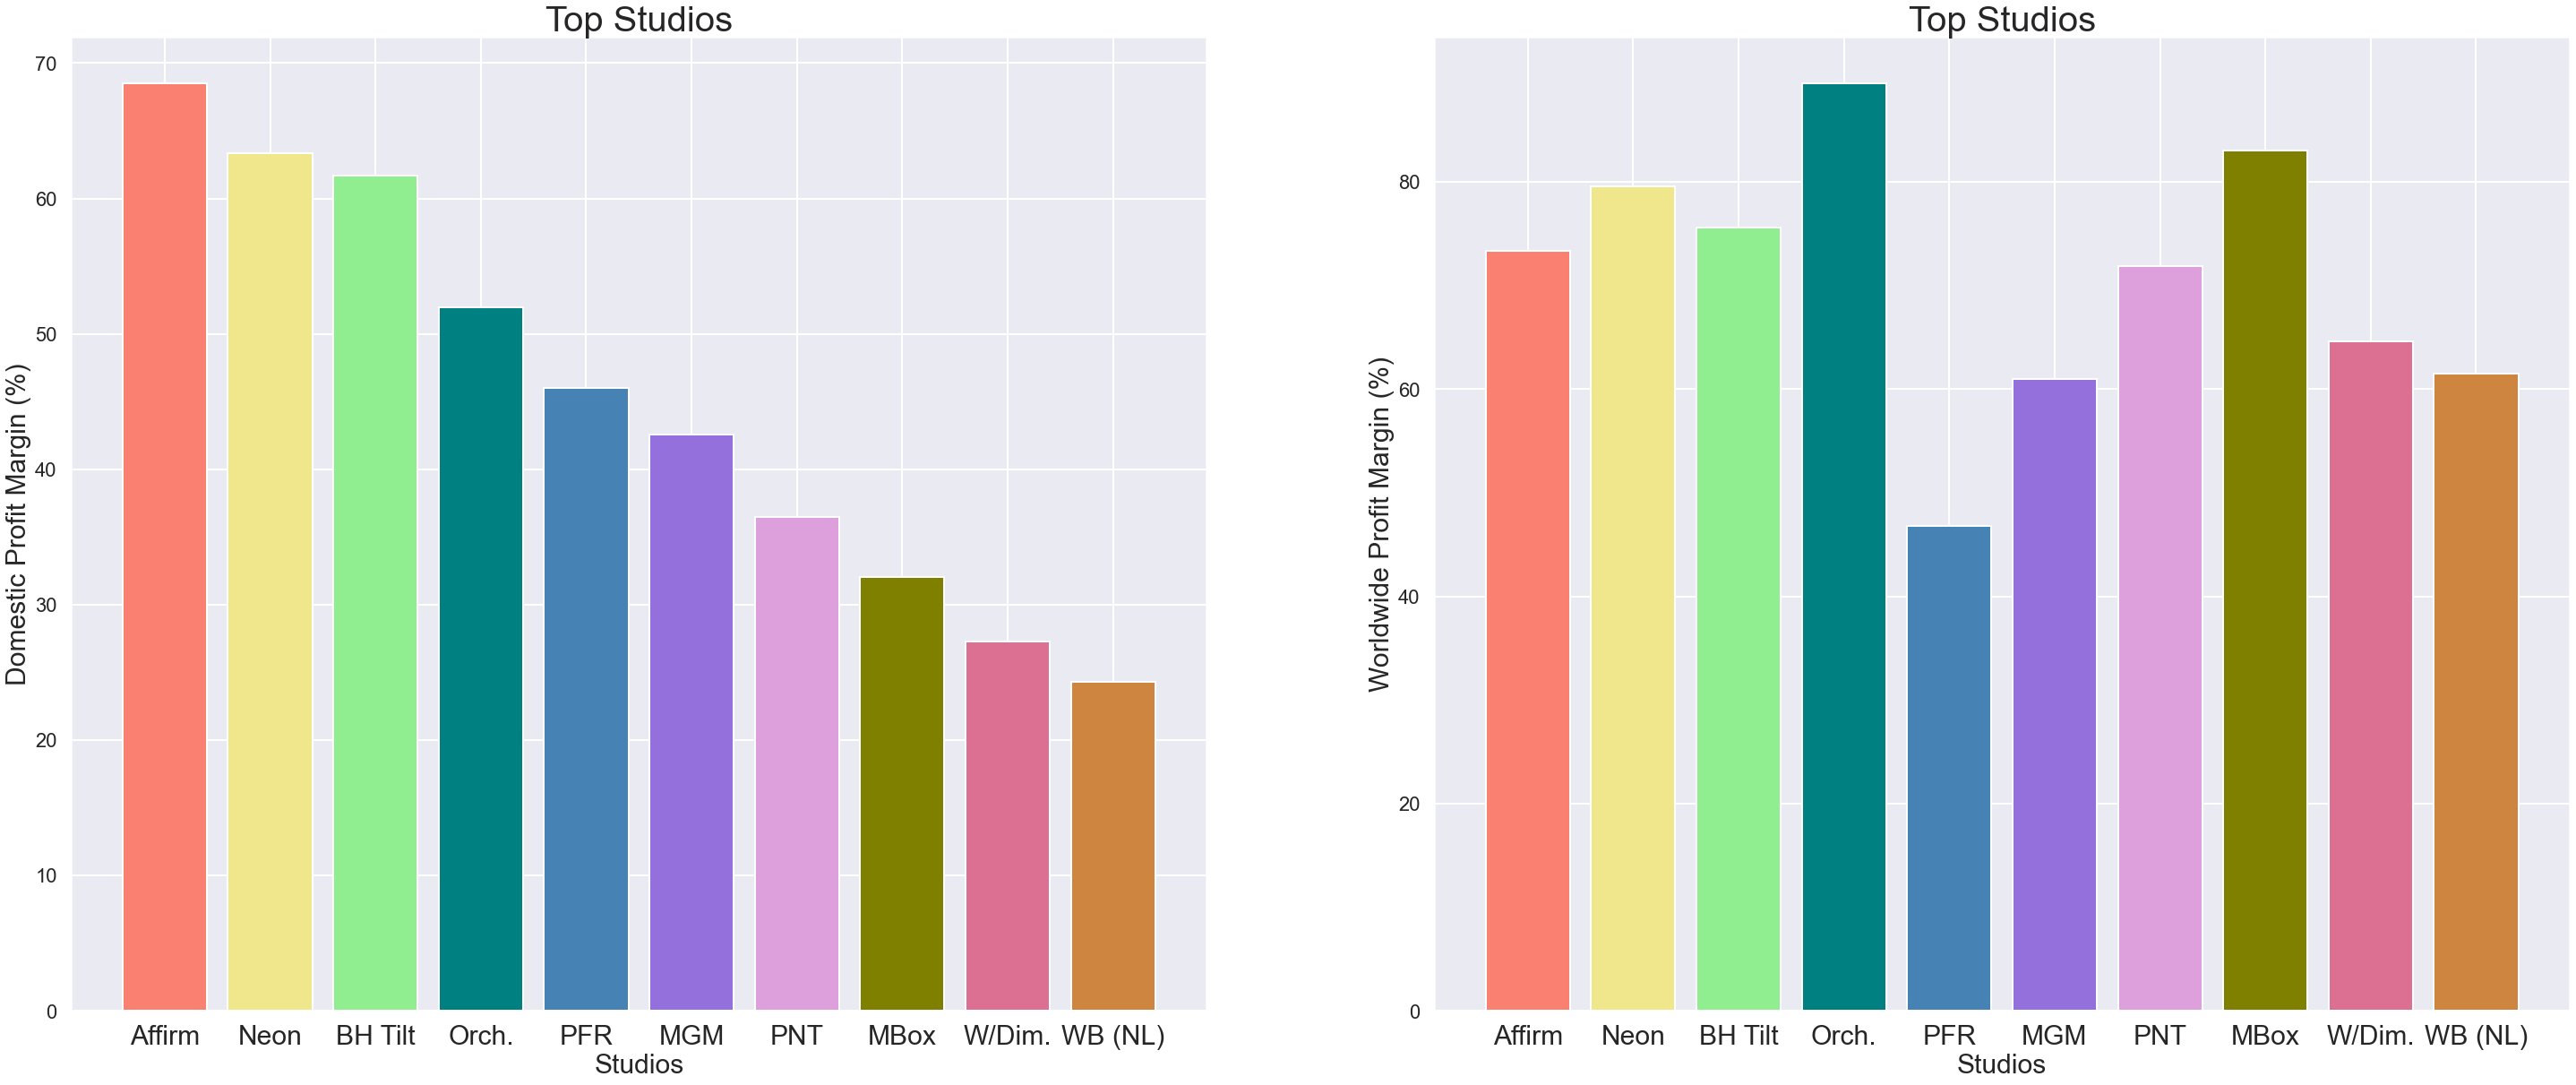 Top Studios
Domestic Profit Margin (%)
70
60
50
40
30
20
10
0
Affirm Neon BH Tilt Orch. PFR MGM PNT MBox W/Dim. WB (NL)
Studios
Top Studios
Worldwide Profit Margin (%)
80
60
40
20
0
Affirm Neon BH Tilt Orch. PFR MGM PNT MBox W/Dim. WB (NL)
Studios